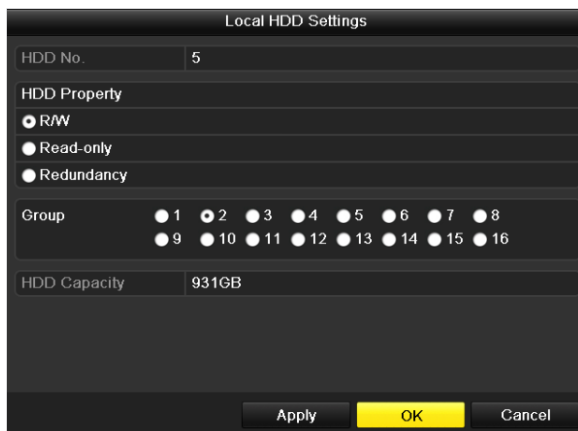 Local HDD Settings
HDD No. 5
HDD Property
R/W
Read-only
Redundancy
Group 1 2 3 4 5 6 7 8
9 10 11 12 13 14 15 16
HDD Capacity 931GB
Apply OK Cancel